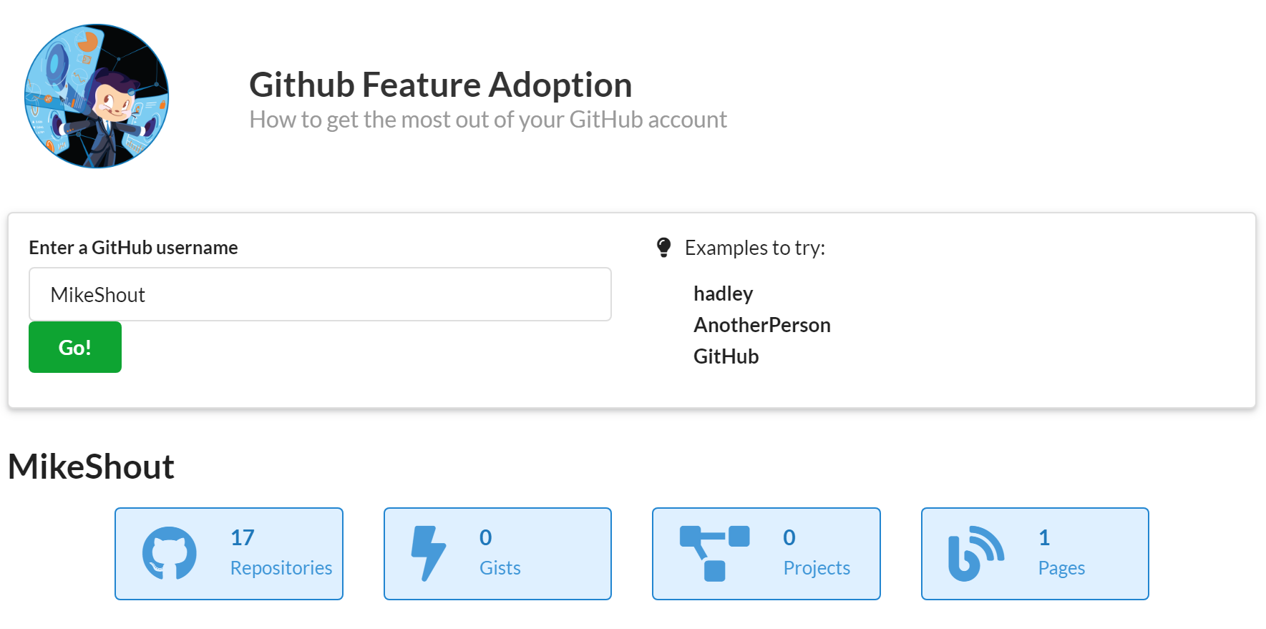 Github Feature Adoption
How to get the most out of your GitHub account
Enter a GitHub username
MikeShout
Go!
Examples to try:
hadley
AnotherPerson
GitHub
MikeShout
17
Repositories
0
Gists
0
Projects
1
Pages